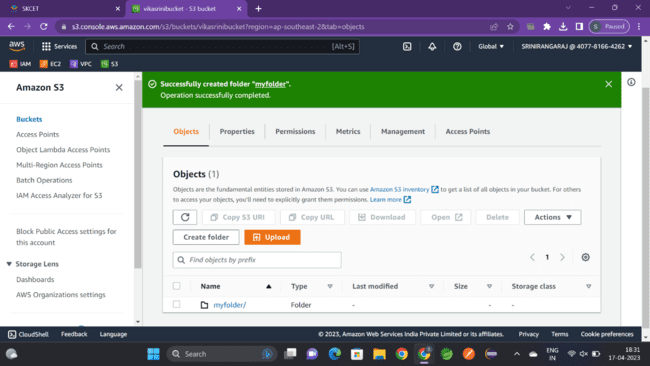 SKCET
vikasrinibucket - S3 bucket
s3.console.aws.amazon.com/s3/buckets/vikasrinibucket?region=ap-southeast-2&tab=objects
Paused
aws
Services
Search
[Alt+S]
Global
SRINIRANGARAJ @ 4077-8166-4262
IAM
EC2
VPC
S3
Amazon S3
Buckets
Access Points
Object Lambda Access Points
Multi-Region Access Points
Batch Operations
IAM Access Analyzer for S3
Block Public Access settings for
this account
Storage Lens
Dashboards
AWS Organizations settings
Successfully created folder "myfolder".
Operation successfully completed.
Objects
Properties
Permissions
Metrics
Management
Access Points
Objects (1)
Objects are the fundamental entities stored in Amazon S3. You can use Amazon S3 inventory to get a list of all objects in your bucket. For others
to access your objects, you'll need to explicitly grant them permissions. Learn more
Copy S3 URI
Copy URL
Download
Open
Delete
Actions
Create folder
Upload
Find objects by prefix
1
Name
Type
Last modified
Size
Storage class
myfolder/
Folder
-
-
-
CloudShell
Feedback
Language
© 2023, Amazon Web Services India Private Limited or its affiliates.
Privacy
Terms
Cookie preferences
Search
ENG
IN
18:31
17-04-2023